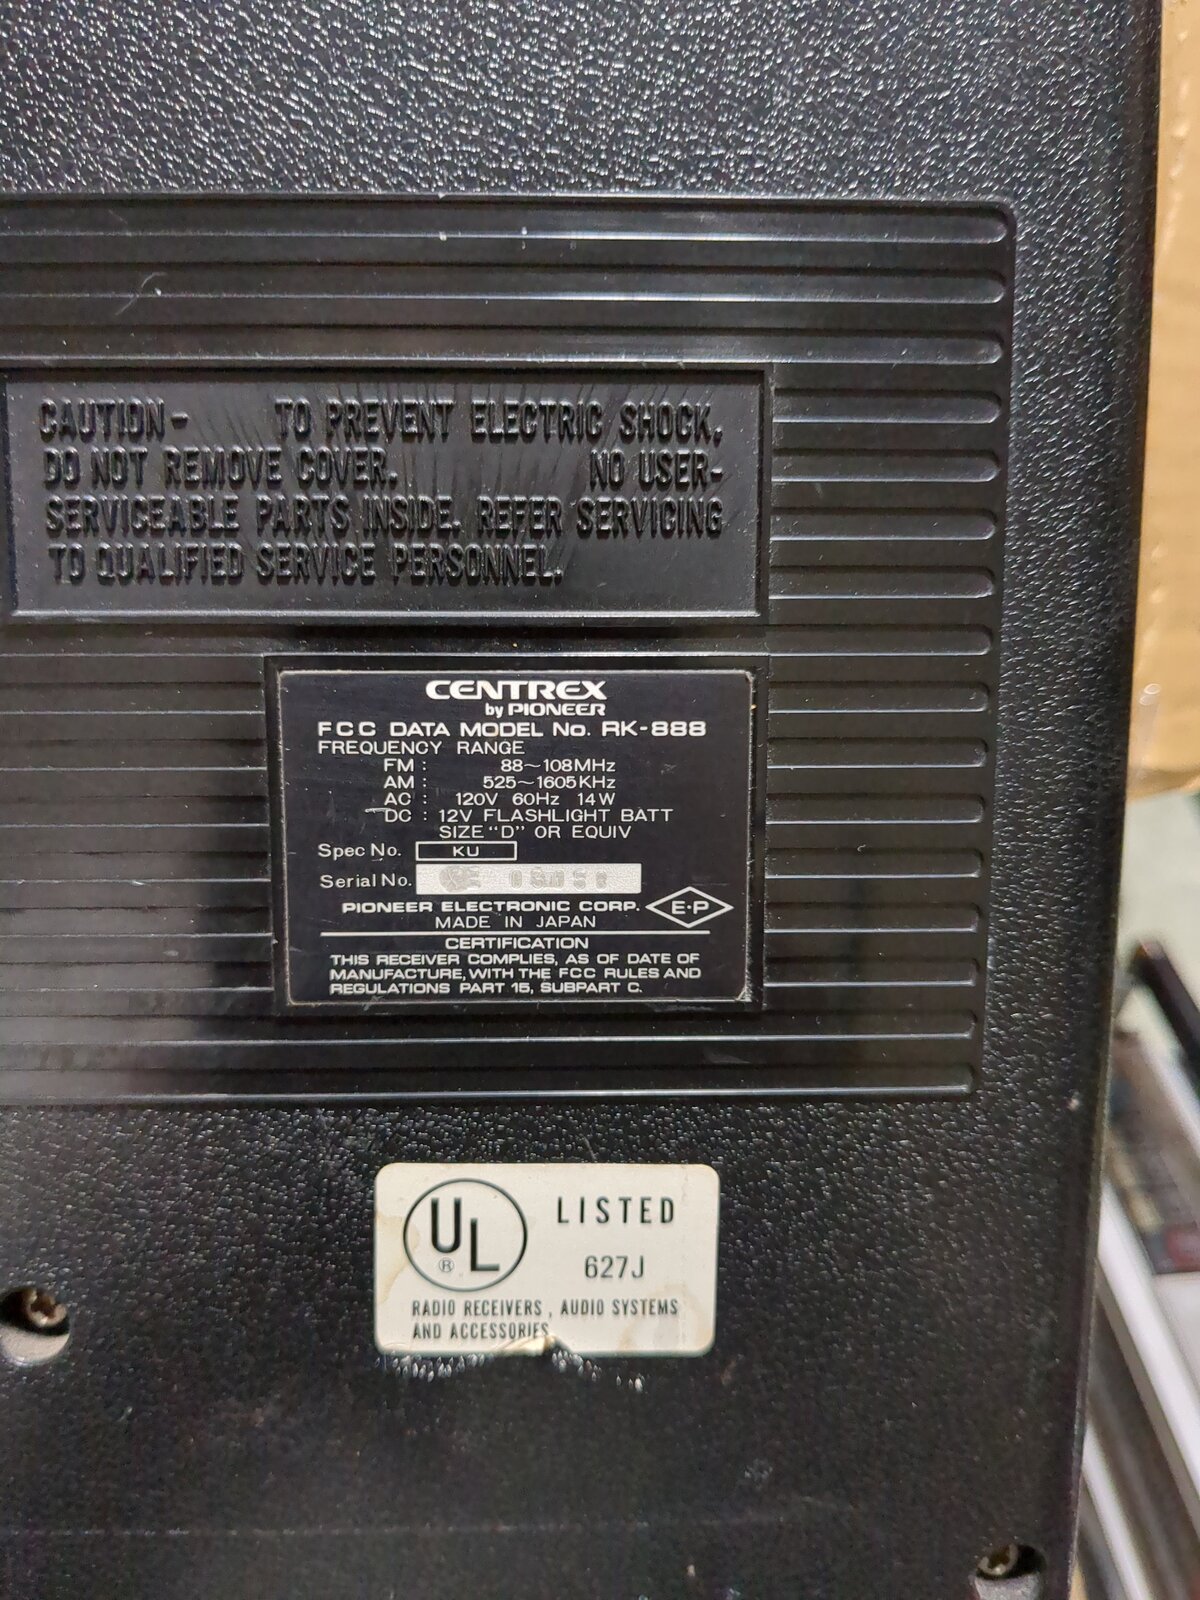 CAUTION- TO PREVENT ELECTRIC SHOCK,
DO NOT REMOVE COVER. NO USER-
SERVICEABLE PARTS INSIDE. REFER SERVICING
TO QUALIFIED SERVICE PERSONNEL.
CENTREX
by PIONEER
FCC DATA MODEL No. RK-888
FREQUENCY RANGE
FM : 88~108MHz
AM : 525~1605KHz
AC : 120V 60Hz 14W
DC : 12V FLASHLIGHT BATT
SIZE "D" OR EQUIV
Spec No. KU
Serial No.
PIONEER ELECTRONIC CORP. E·P
MADE IN JAPAN
CERTIFICATION
THIS RECEIVER COMPLIES, AS OF DATE OF
MANUFACTURE, WITH THE FCC RULES AND
REGULATIONS PART 15, SUBPART C.
UL ® LISTED
627J
RADIO RECEIVERS, AUDIO SYSTEMS
AND ACCESSORIES